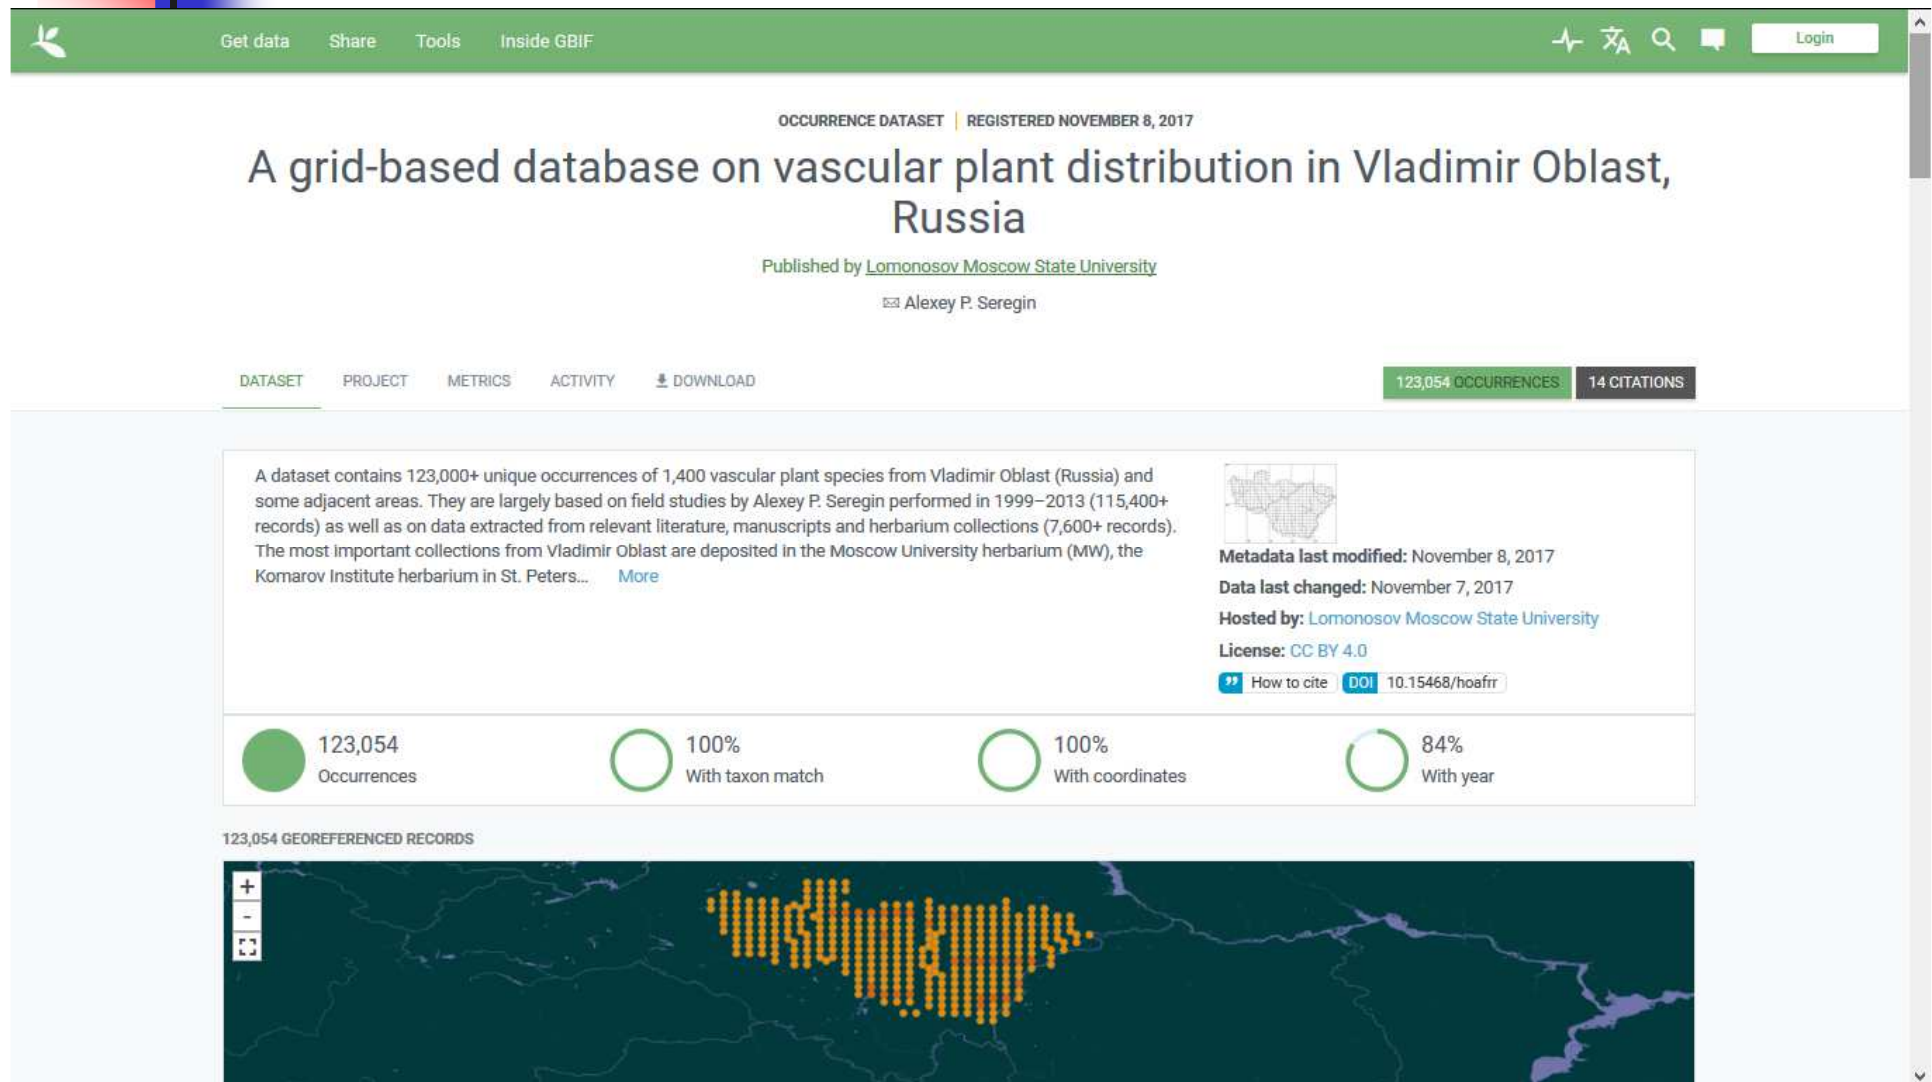 Get data Share Tools Inside GBIF Login
OCCURRENCE DATASET | REGISTERED NOVEMBER 8, 2017
A grid-based database on vascular plant distribution in Vladimir Oblast,
Russia
Published by Lomonosov Moscow State University
Alexey P. Seregin
DATASET PROJECT METRICS ACTIVITY DOWNLOAD 123,054 OCCURRENCES 14 CITATIONS
A dataset contains 123,000+ unique occurrences of 1,400 vascular plant species from Vladimir Oblast (Russia) and
some adjacent areas. They are largely based on field studies by Alexey P. Seregin performed in 1999–2013 (115,400+
records) as well as on data extracted from relevant literature, manuscripts and herbarium collections (7,600+ records).
The most important collections from Vladimir Oblast are deposited in the Moscow University herbarium (MW), the
Komarov Institute herbarium in St. Peters... More
Metadata last modified: November 8, 2017
Data last changed: November 7, 2017
Hosted by: Lomonosov Moscow State University
License: CC BY 4.0
How to cite DOI 10.15468/hoafrr
123,054
Occurrences
100%
With taxon match
100%
With coordinates
84%
With year
123,054 GEOREFERENCED RECORDS
+
-